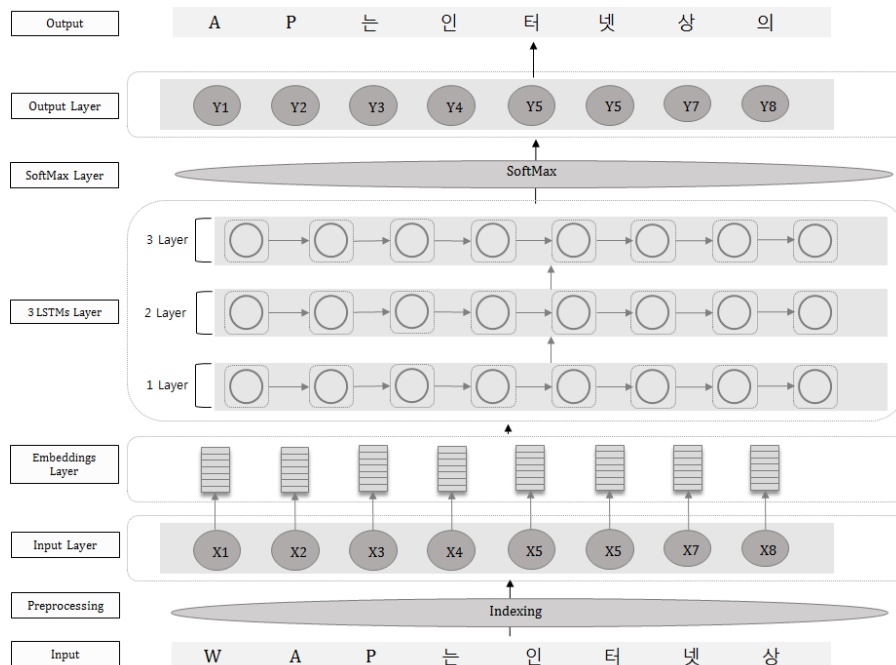 Output A P 는 인 터 넷 상 의
Output Layer Y1 Y2 Y3 Y4 Y5 Y5 Y7 Y8
SoftMax Layer SoftMax
3 Layer
3 LSTMs Layer 2 Layer
1 Layer
Embeddings
Layer
Input Layer X1 X2 X3 X4 X5 X5 X7 X8
Preprocessing Indexing
Input W A P 는 인 터 넷 상